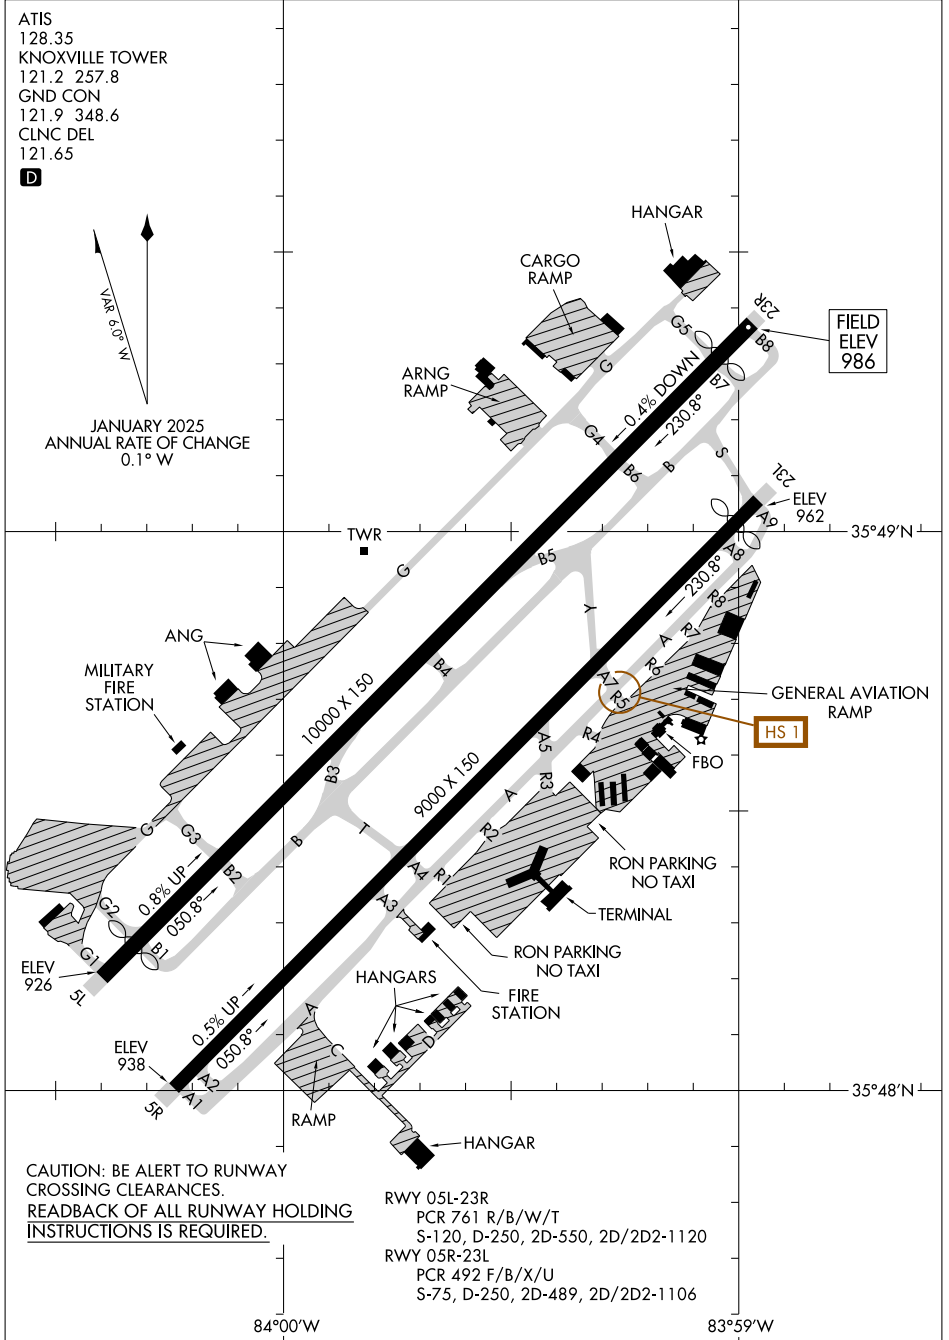 ATIS
128.35
KNOXVILLE TOWER
121.2 257.8
GND CON
121.9 348.6
CLNC DEL
121.65
D
VAR 6.0° W
JANUARY 2025
ANNUAL RATE OF CHANGE
0.1° W
HANGAR
CARGO
RAMP
ARNG
RAMP
23R
G5
B8
FIELD
ELEV
986
B7
G
0.4% DOWN
230.8°
G4
B6
B
S
23L
ELEV
962
A9
A8
35°49'N
TWR
G
B5
230.8°
Y
R8
R7
A
R6
ANG
MILITARY
FIRE
STATION
B4
A7
R5
GENERAL AVIATION
RAMP
HS 1
10000 X 150
A5
R4
FBO
B3
9000 X 150
R3
A
G
G3
B
T
R2
RON PARKING
NO TAXI
0.8% UP
050.8°
B2
A4
R1
A3
TERMINAL
G2
B1
G1
ELEV
926
5L
RON PARKING
NO TAXI
HANGARS
FIRE
STATION
0.5% UP
050.8°
A
C
D
ELEV
938
A2
A1
5R
35°48'N
RAMP
HANGAR
CAUTION: BE ALERT TO RUNWAY
CROSSING CLEARANCES.
READBACK OF ALL RUNWAY HOLDING
INSTRUCTIONS IS REQUIRED.
RWY 05L-23R
PCR 761 R/B/W/T
S-120, D-250, 2D-550, 2D/2D2-1120
RWY 05R-23L
PCR 492 F/B/X/U
S-75, D-250, 2D-489, 2D/2D2-1106
84°00'W
83°59'W